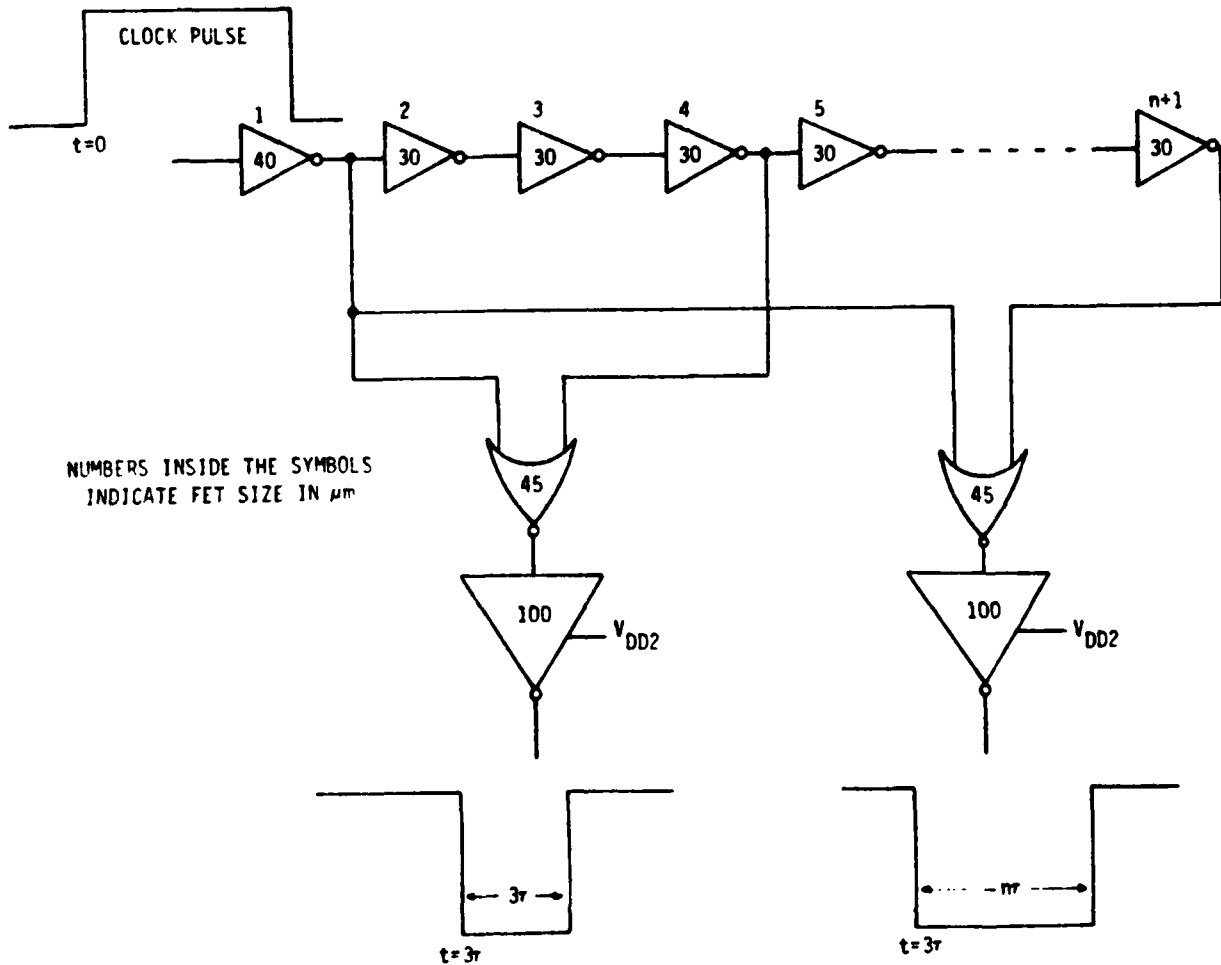 CLOCK PULSE
t=0
1
2
3
4
5
n+1
40
30
30
30
30
30
NUMBERS INSIDE THE SYMBOLS
INDICATE FET SIZE IN μm
45
45
100
100
V_DD2
V_DD2
3τ
nτ
t=3τ
t=3τ